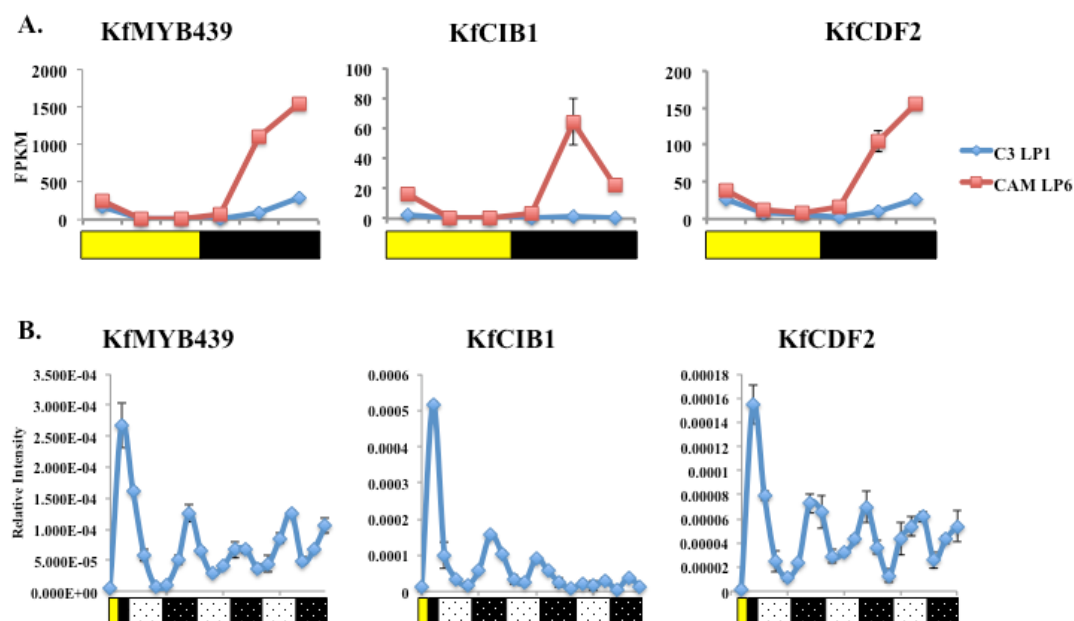 A.
KfMYB439
KfCIB1
KfCDF2
FPKM
2000
1500
1000
500
0
100
80
60
40
20
0
200
150
100
50
0
C3 LP1
CAM LP6
B.
KfMYB439
KfCIB1
KfCDF2
Relative Intensity
3.500E-04
3.000E-04
2.500E-04
2.000E-04
1.500E-04
1.000E-04
5.000E-05
0.000E+00
0.0006
0.0005
0.0004
0.0003
0.0002
0.0001
0
0.00018
0.00016
0.00014
0.00012
0.0001
0.00008
0.00006
0.00004
0.00002
0